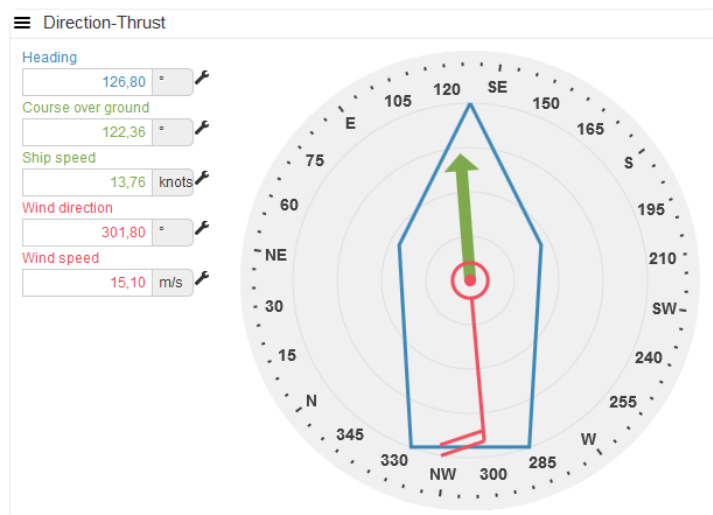 Direction-Thrust
Heading
126,80 °
Course over ground
122,36 °
Ship speed
13,76 knots
Wind direction
301,80 °
Wind speed
15,10 m/s
120
SE
105
150
E
165
75
S
60
195
NE
210
30
SW
15
240
N
255
345
W
330
285
NW
300